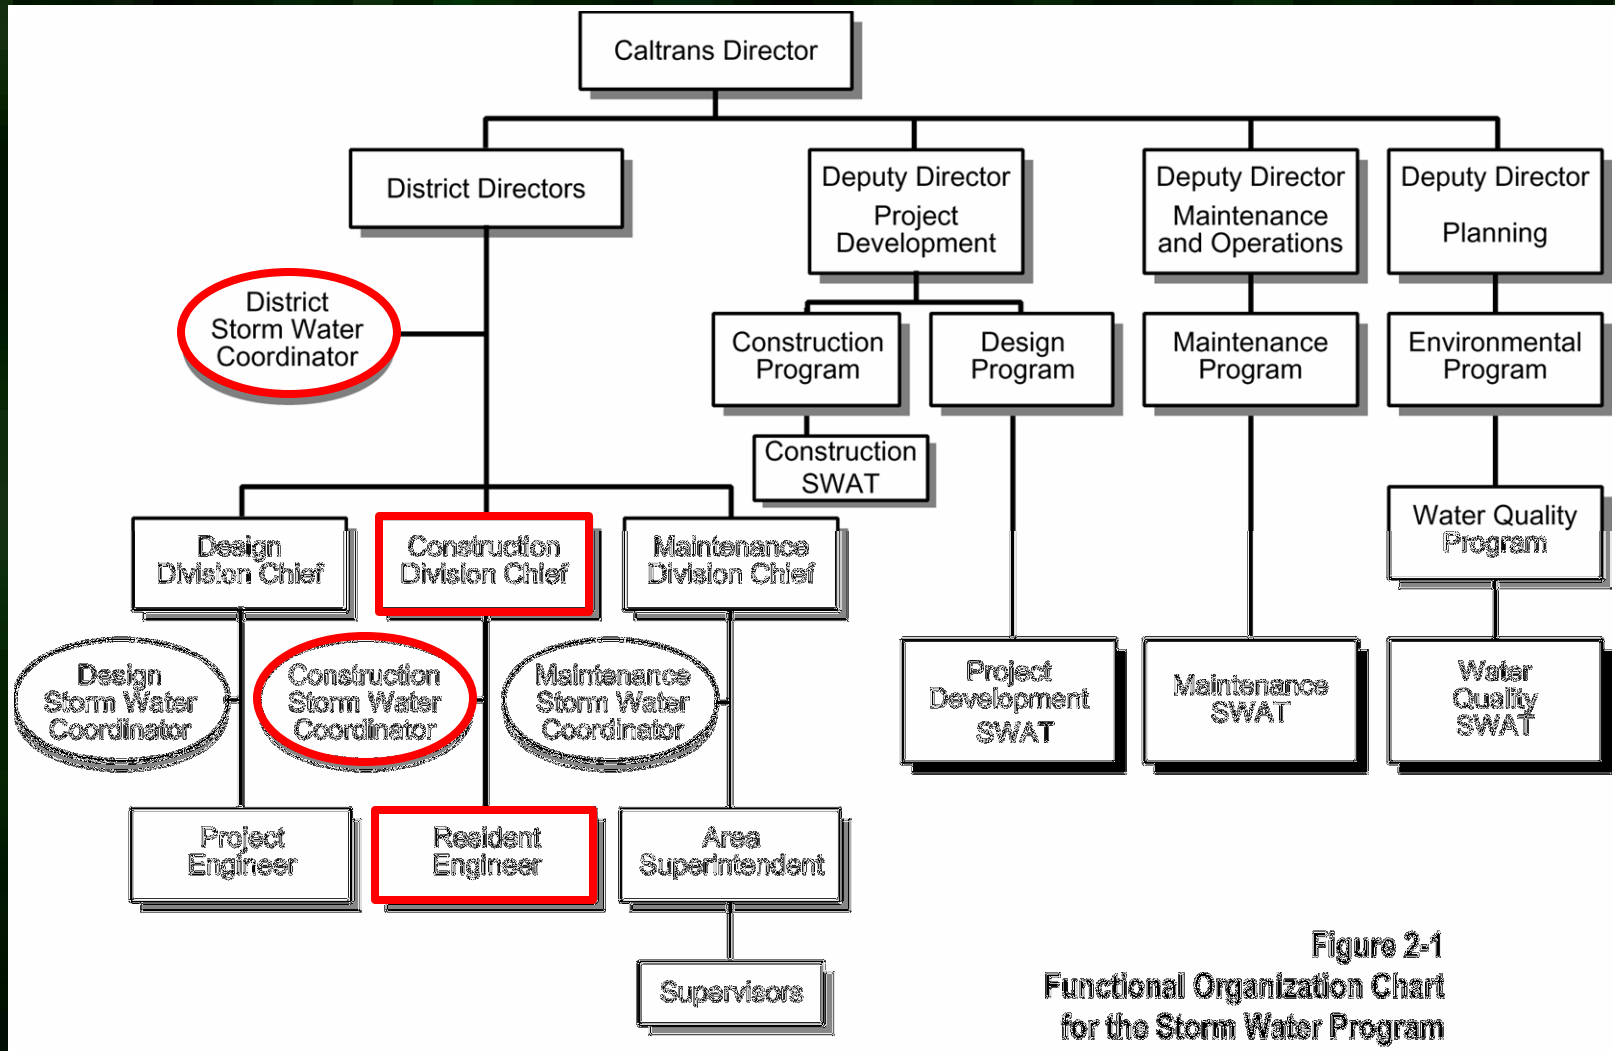 Caltrans Director
District Directors
Deputy Director
Project
Development
Deputy Director
Maintenance
and Operations
Deputy Director
Planning
District
Storm Water
Coordinator
Construction
Program
Design
Program
Maintenance
Program
Environmental
Program
Construction
SWAT
Water Quality
Program
Design
Division Chief
Construction
Division Chief
Maintenance
Division Chief
Design
Storm Water
Coordinator
Construction
Storm Water
Coordinator
Maintenance
Storm Water
Coordinator
Project
Development
SWAT
Maintenance
SWAT
Water
Quality
SWAT
Project
Engineer
Resident
Engineer
Area
Superintendent
Supervisors
Figure 2-1
Functional Organization Chart
for the Storm Water Program